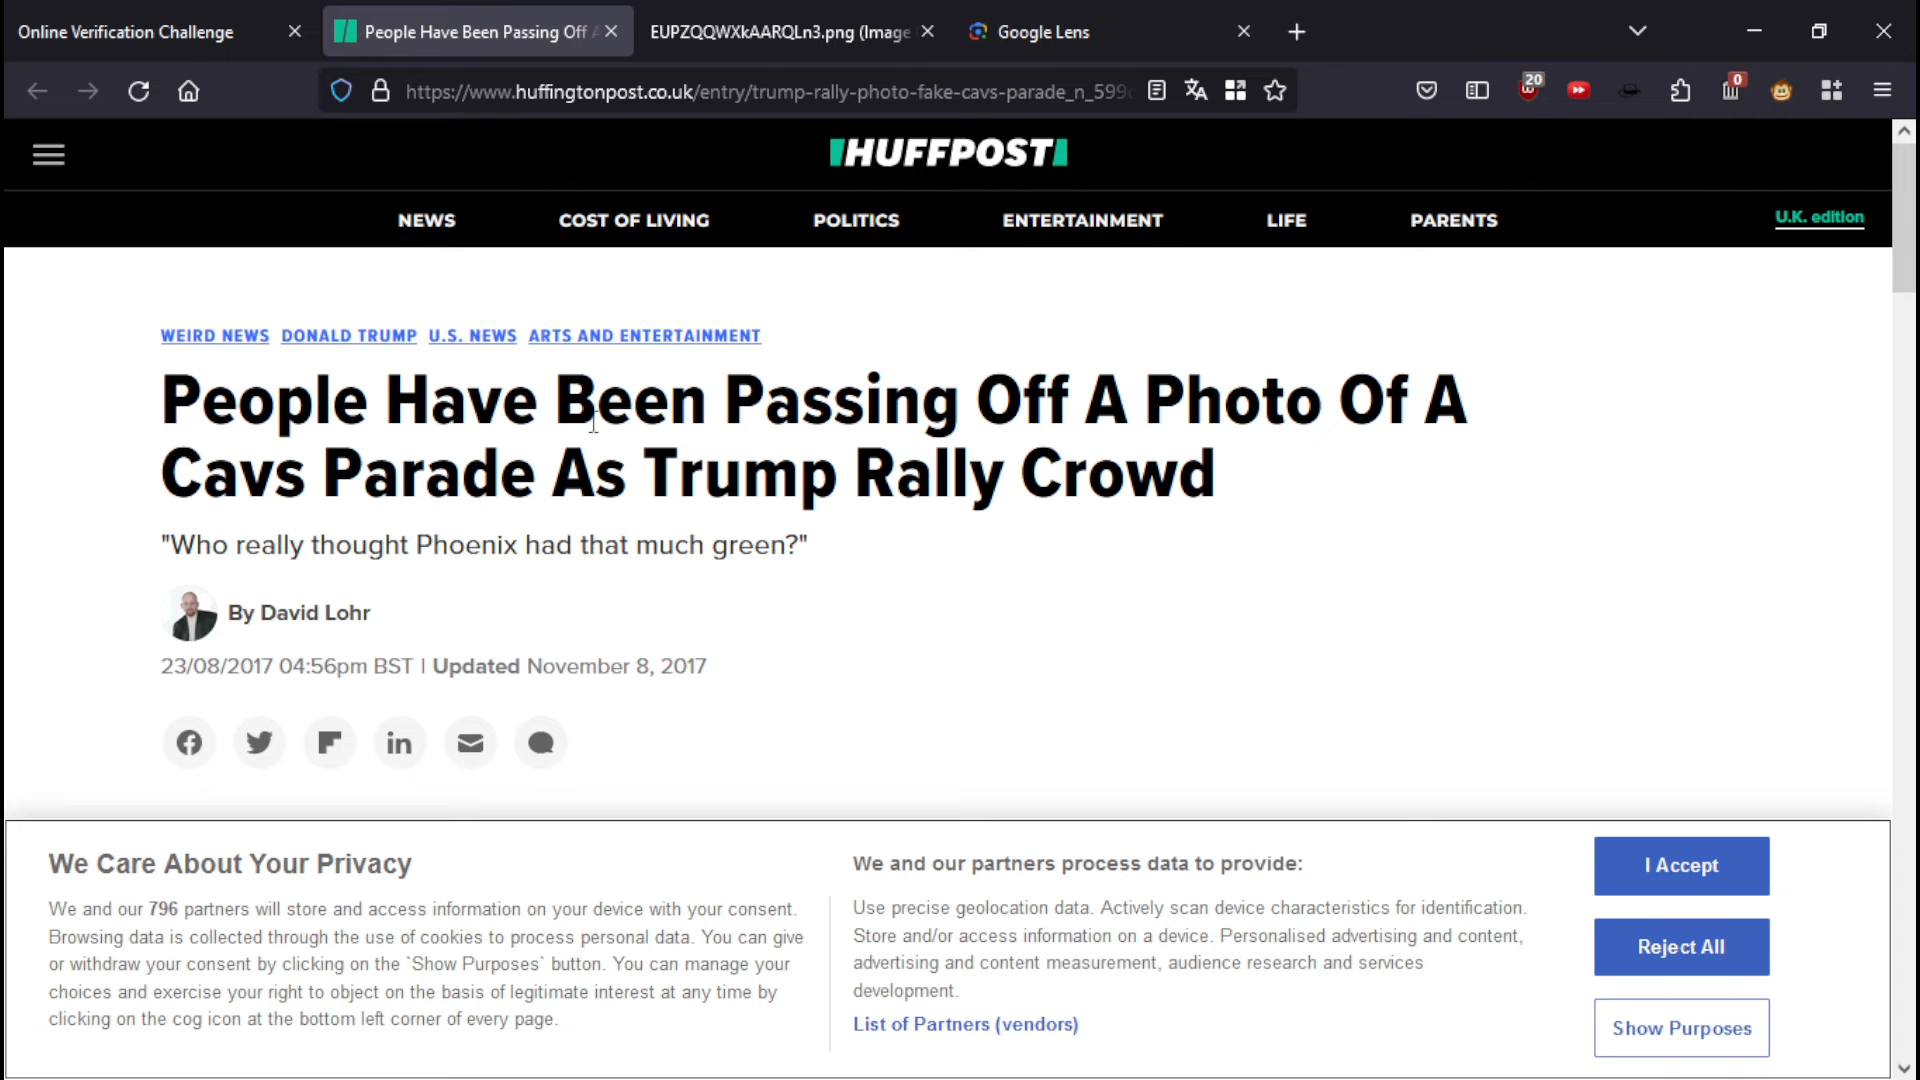 Online Verification Challenge
People Have Been Passing Off A
EUPZQQWXkAARQLn3.png (Image
Google Lens
https://www.huffingtonpost.co.uk/entry/trump-rally-photo-fake-cavs-parade_n_599c
20
0
HUFFPOST
NEWS COST OF LIVING POLITICS ENTERTAINMENT LIFE PARENTS U.K. edition
WEIRD NEWS DONALD TRUMP U.S. NEWS ARTS AND ENTERTAINMENT
People Have Been Passing Off A Photo Of A
Cavs Parade As Trump Rally Crowd
"Who really thought Phoenix had that much green?"
By David Lohr
23/08/2017 04:56pm BST | Updated November 8, 2017
We Care About Your Privacy
We and our 796 partners will store and access information on your device with your consent.
Browsing data is collected through the use of cookies to process personal data. You can give
or withdraw your consent by clicking on the `Show Purposes` button. You can manage your
choices and exercise your right to object on the basis of legitimate interest at any time by
clicking on the cog icon at the bottom left corner of every page.
We and our partners process data to provide:
Use precise geolocation data. Actively scan device characteristics for identification.
Store and/or access information on a device. Personalised advertising and content,
advertising and content measurement, audience research and services
development.
List of Partners (vendors)
I Accept
Reject All
Show Purposes